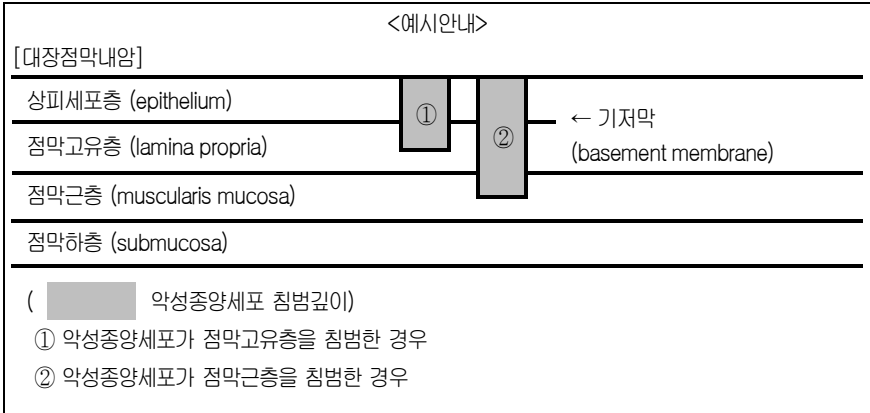 <예시안내>
[대장점막내암]
상피세포층 (epithelium)
①
← 기저막
점막고유층 (lamina propria)
②
(basement membrane)
점막근층 (muscularis mucosa)
점막하층 (submucosa)
( 악성종양세포 침범깊이)
① 악성종양세포가 점막고유층을 침범한 경우
② 악성종양세포가 점막근층을 침범한 경우